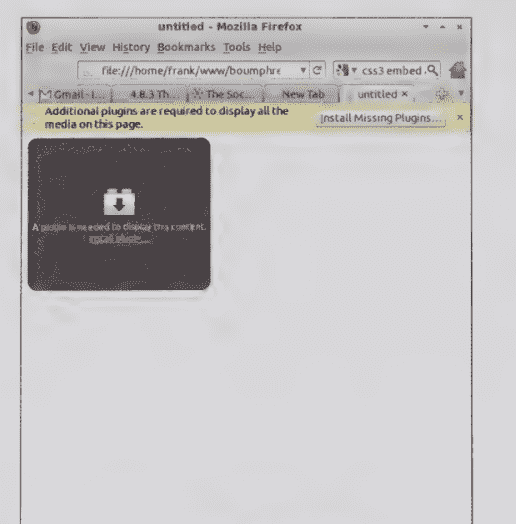 untitled - Mozilla Firefox
File Edit View History Bookmarks Tools Help
file:///home/frank/www/boumphre
css3 embed
Gmail - I...
4.8.3 Th...
The Soc...
New Tab
untitled
Additional plugins are required to display all the
media on this page.
Install Missing Plugins...
A plugin is needed to display this content.
Install plugin...